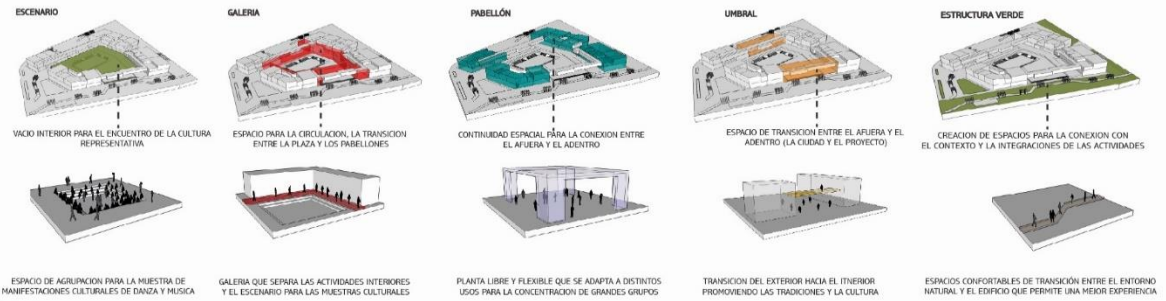 ESCENARIO
GALERIA
PABELLÓN
UMBRAL
ESTRUCTURA VERDE
VACIO INTERIOR PARA EL ENCUENTRO DE LA CULTURA
REPRESENTATIVA
ESPACIO PARA LA CIRCULACION, LA TRANSICION
ENTRE LA PLAZA Y LOS PABELLONES
CONTINUIDAD ESPACIAL PARA LA CONEXION ENTRE
EL AFUERA Y EL ADENTRO
ESPACIO DE TRANSICION ENTRE EL AFUERA Y EL
ADENTRO (LA CIUDAD Y EL PROYECTO)
CREACION DE ESPACIOS PARA LA CONEXION CON
EL CONTEXTO Y LA INTEGRACIONES DE LAS ACTIVIDADES
ESPACIO DE AGRUPACION PARA LA MUESTRA DE
MANIFESTACIONES CULTURALES DE DANZA Y MUSICA
GALERIA QUE SEPARA LAS ACTIVIDADES INTERIORES
Y EL ESCENARIO PARA LAS MUESTRAS CULTURALES
PLANTA LIBRE Y FLEXIBLE QUE SE ADAPTA A DISTINTOS
USOS PARA LA CONCENTRACION DE GRANDES GRUPOS
TRANSICION DEL EXTERIOR HACIA EL ITNERIOR
PROMOVIENDO LAS TRADICIONES Y LA CULTURA
ESPACIOS CONFORTABLES DE TRANSICIÓN ENTRE EL ENTORNO
NATURAL Y EL EDIFICIO QUE PERMITE UNA MEJOR EXPERIENCIA